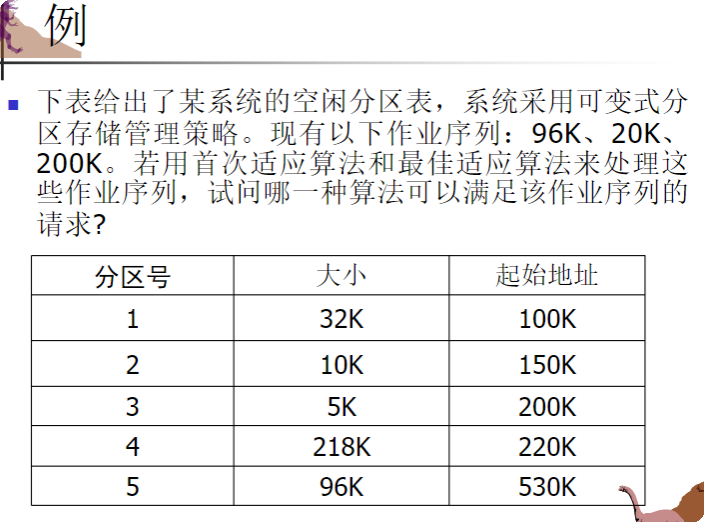 例
下表给出了某系统的空闲分区表，系统采用可变式分
区存储管理策略。现有以下作业序列：96K、20K、
200K。若用首次适应算法和最佳适应算法来处理这
些作业序列，试问哪一种算法可以满足该作业序列的
请求?
分区号 大小 起始地址
1 32K 100K
2 10K 150K
3 5K 200K
4 218K 220K
5 96K 530K